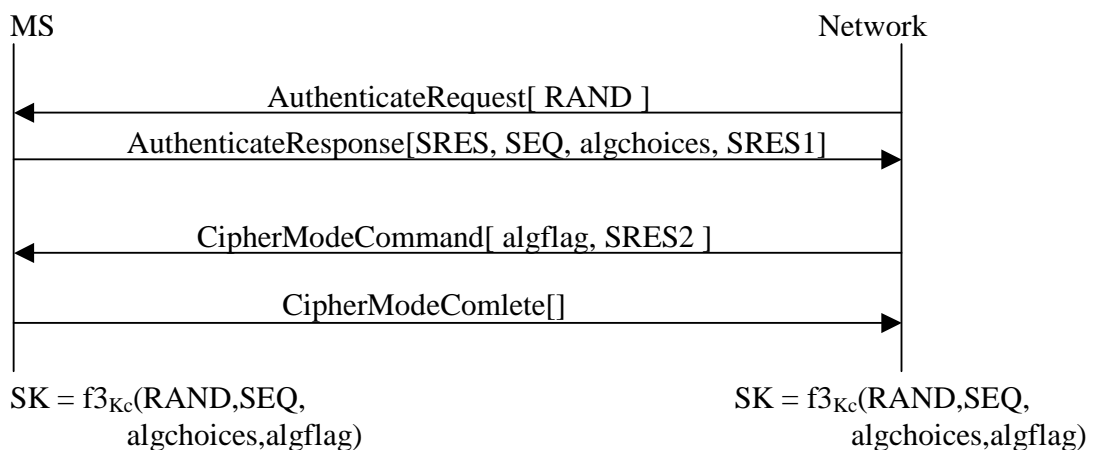 MS
Network
AuthenticateRequest[ RAND ]
AuthenticateResponse[SRES, SEQ, algchoices, SRES1]
CipherModeCommand[ algflag, SRES2 ]
CipherModeComlete[]
SK = f3Kc(RAND,SEQ,
algchoices,algflag)
SK = f3Kc(RAND,SEQ,
algchoices,algflag)